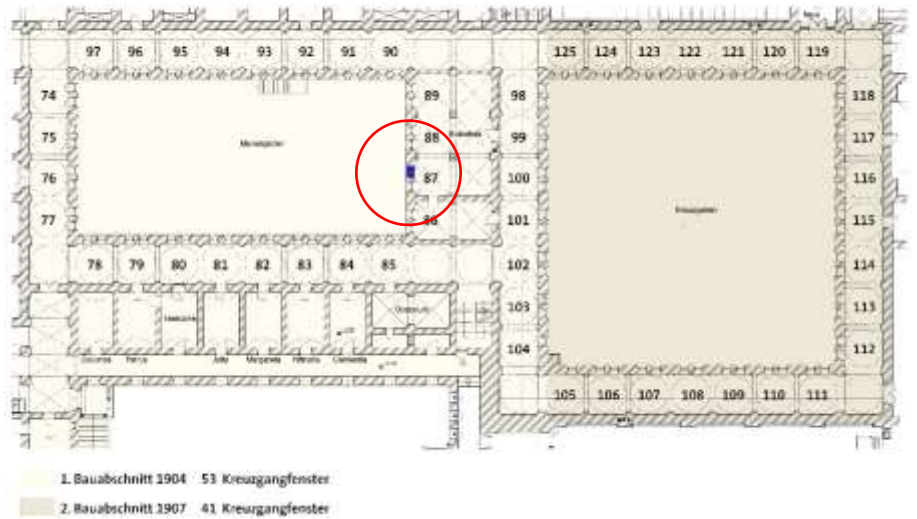 97 96 95 94 93 92 91 90 125 124 123 122 121 120 119
74 89 98 118
75 88 99 117
76 87 100 116
77 86 101 115
78 79 80 81 82 83 84 85 102 114
103 113
104 112
105 106 107 108 109 110 111
1. Bauabschnitt 1904 53 Kreuzgangfenster
2. Bauabschnitt 1907 41 Kreuzgangfenster